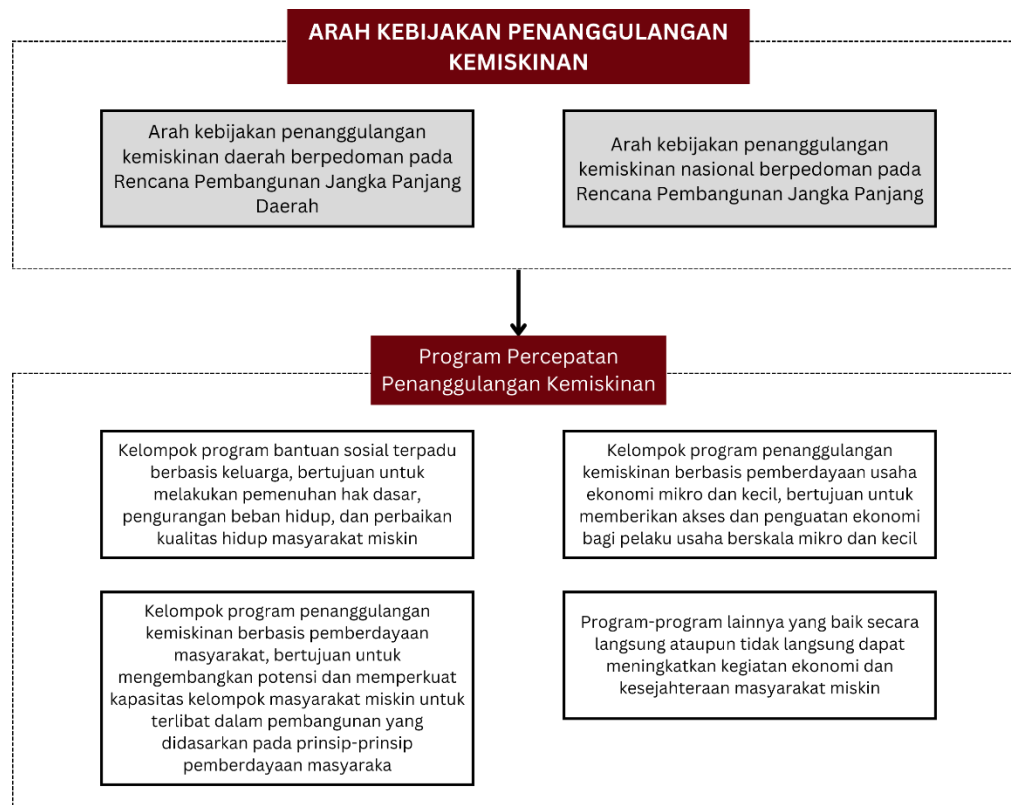 ARAH KEBIJAKAN PENANGGULANGAN
KEMISKINAN
Arah kebijakan penanggulangan
kemiskinan daerah berpedoman pada
Rencana Pembangunan Jangka Panjang
Daerah
Arah kebijakan penanggulangan
kemiskinan nasional berpedoman pada
Rencana Pembangunan Jangka Panjang
Program Percepatan
Penanggulangan Kemiskinan
Kelompok program bantuan sosial terpadu
berbasis keluarga, bertujuan untuk
melakukan pemenuhan hak dasar,
pengurangan beban hidup, dan perbaikan
kualitas hidup masyarakat miskin
Kelompok program penanggulangan
kemiskinan berbasis pemberdayaan usaha
ekonomi mikro dan kecil, bertujuan untuk
memberikan akses dan penguatan ekonomi
bagi pelaku usaha berskala mikro dan kecil
Kelompok program penanggulangan
kemiskinan berbasis pemberdayaan
masyarakat, bertujuan untuk
mengembangkan potensi dan memperkuat
kapasitas kelompok masyarakat miskin untuk
terlibat dalam pembangunan yang
didasarkan pada prinsip-prinsip
pemberdayaan masyaraka
Program-program lainnya yang baik secara
langsung ataupun tidak langsung dapat
meningkatkan kegiatan ekonomi dan
kesejahteraan masyarakat miskin